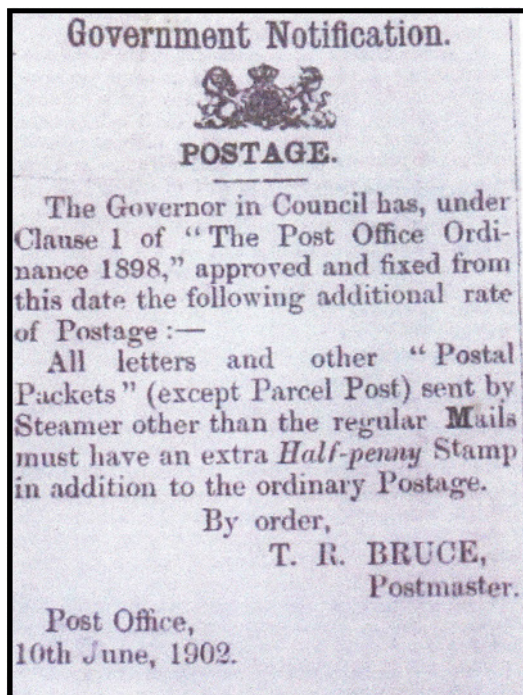 Government Notification.
POSTAGE.
The Governor in Council has, under
Clause 1 of "The Post Office Ordi-
nance 1898," approved and fixed from
this date the following additional rate
of Postage :—
All letters and other "Postal
Packets" (except Parcel Post) sent by
Steamer other than the regular Mails
must have an extra Half-penny Stamp
in addition to the ordinary Postage.
By order,
T. R. BRUCE,
Postmaster.
Post Office,
10th June, 1902.